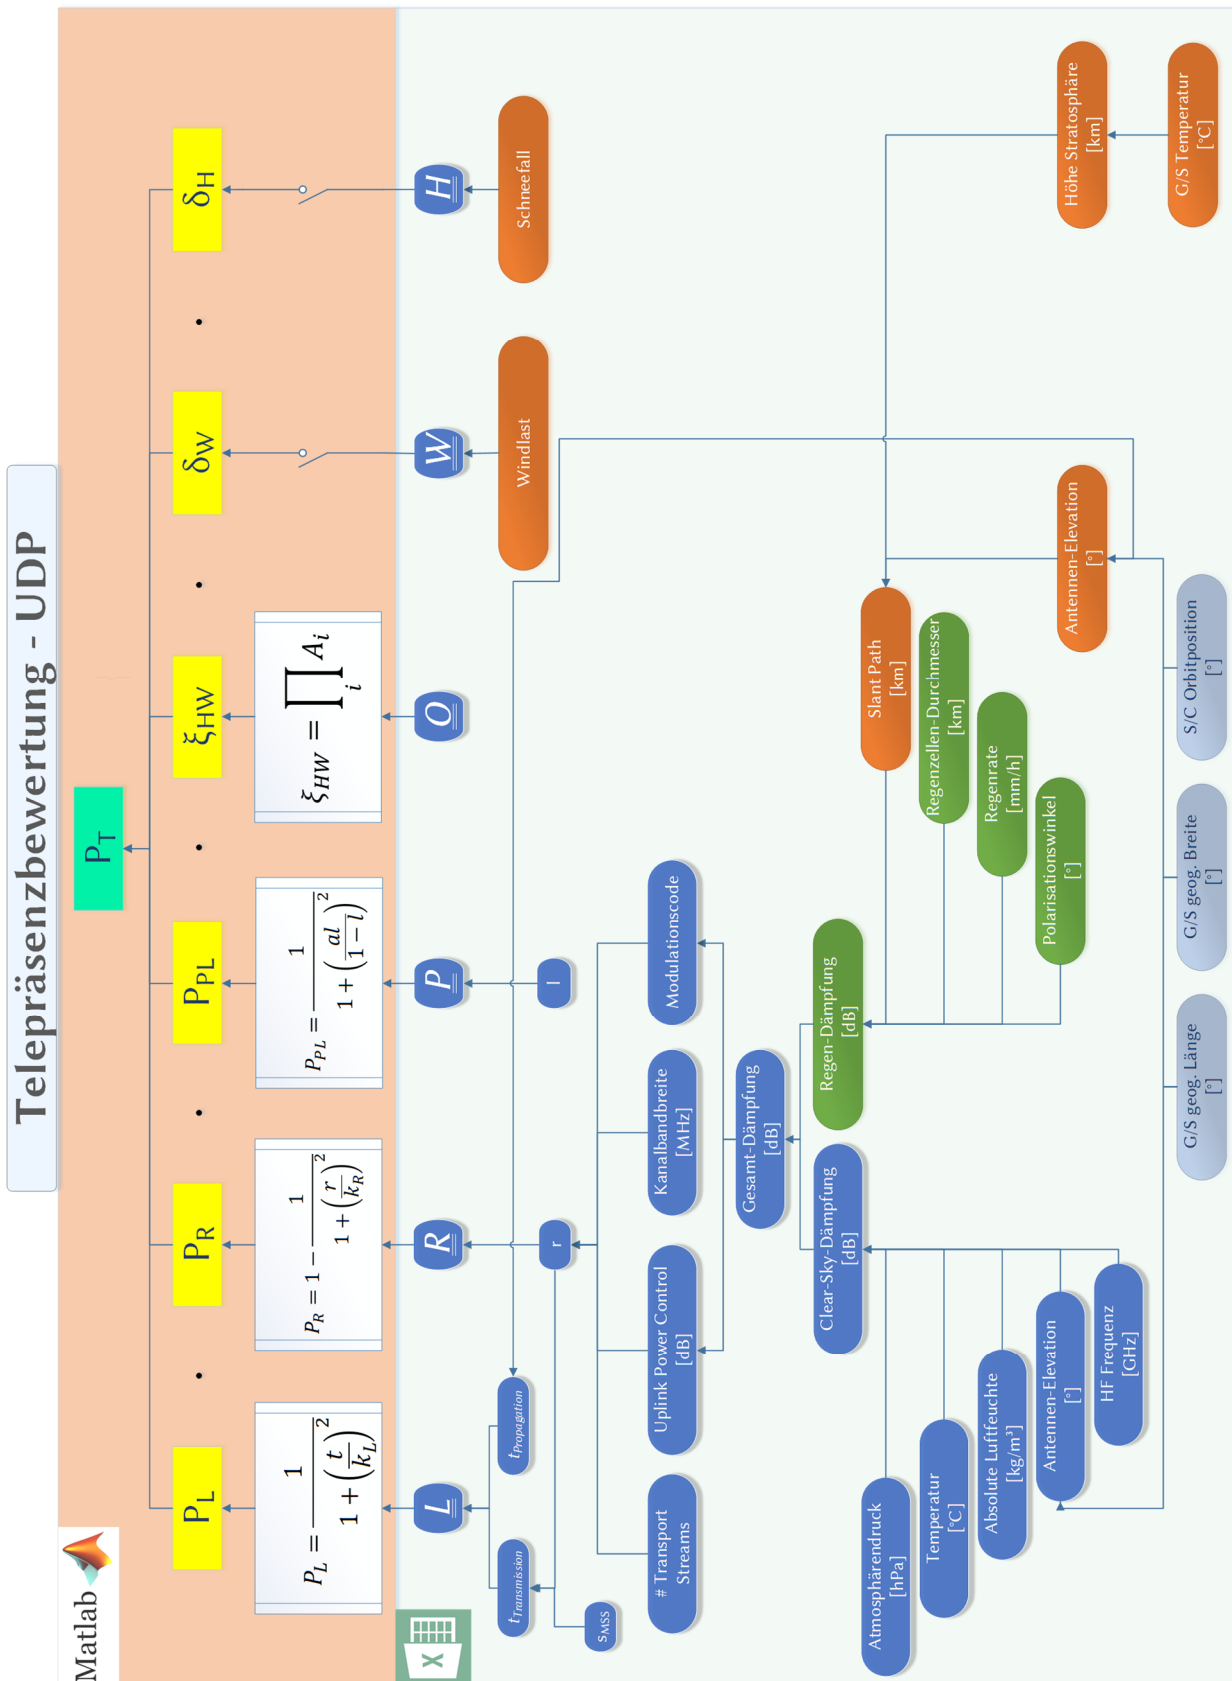 Telepräsenzbewertung - UDP
Matlab
P_T
P_L · P_R · P_PL · ξ_HW · δ_W · δ_H
P_L = 1 / (1 + (t/k_L)^2)
P_R = 1 − 1 / (1 + (r/k_R)^2)
P_PL = 1 / (1 + (al/(1−l))^2)
ξ_HW = ∏_i A_i
X
L
R
P
O
W
H
t_Transmission
t_Propagation
r
l
Windlast
Schneefall
s_MSS
# Transport
Streams
Uplink Power Control
[dB]
Kanalbandbreite
[MHz]
Modulationscode
Gesamt-Dämpfung
[dB]
Clear-Sky-Dämpfung
[dB]
Regen-Dämpfung
[dB]
Slant Path
[km]
Atmosphärendruck
[hPa]
Temperatur
[°C]
Regenzellen-Durchmesser
[km]
Absolute Luftfeuchte
[kg/m³]
Regenrate
[mm/h]
Antennen-Elevation
[°]
Polarisationswinkel
[°]
Antennen-Elevation
[°]
Höhe Stratosphäre
[km]
HF Frequenz
[GHz]
G/S geog. Länge
[°]
G/S geog. Breite
[°]
S/C Orbitposition
[°]
G/S Temperatur
[°C]